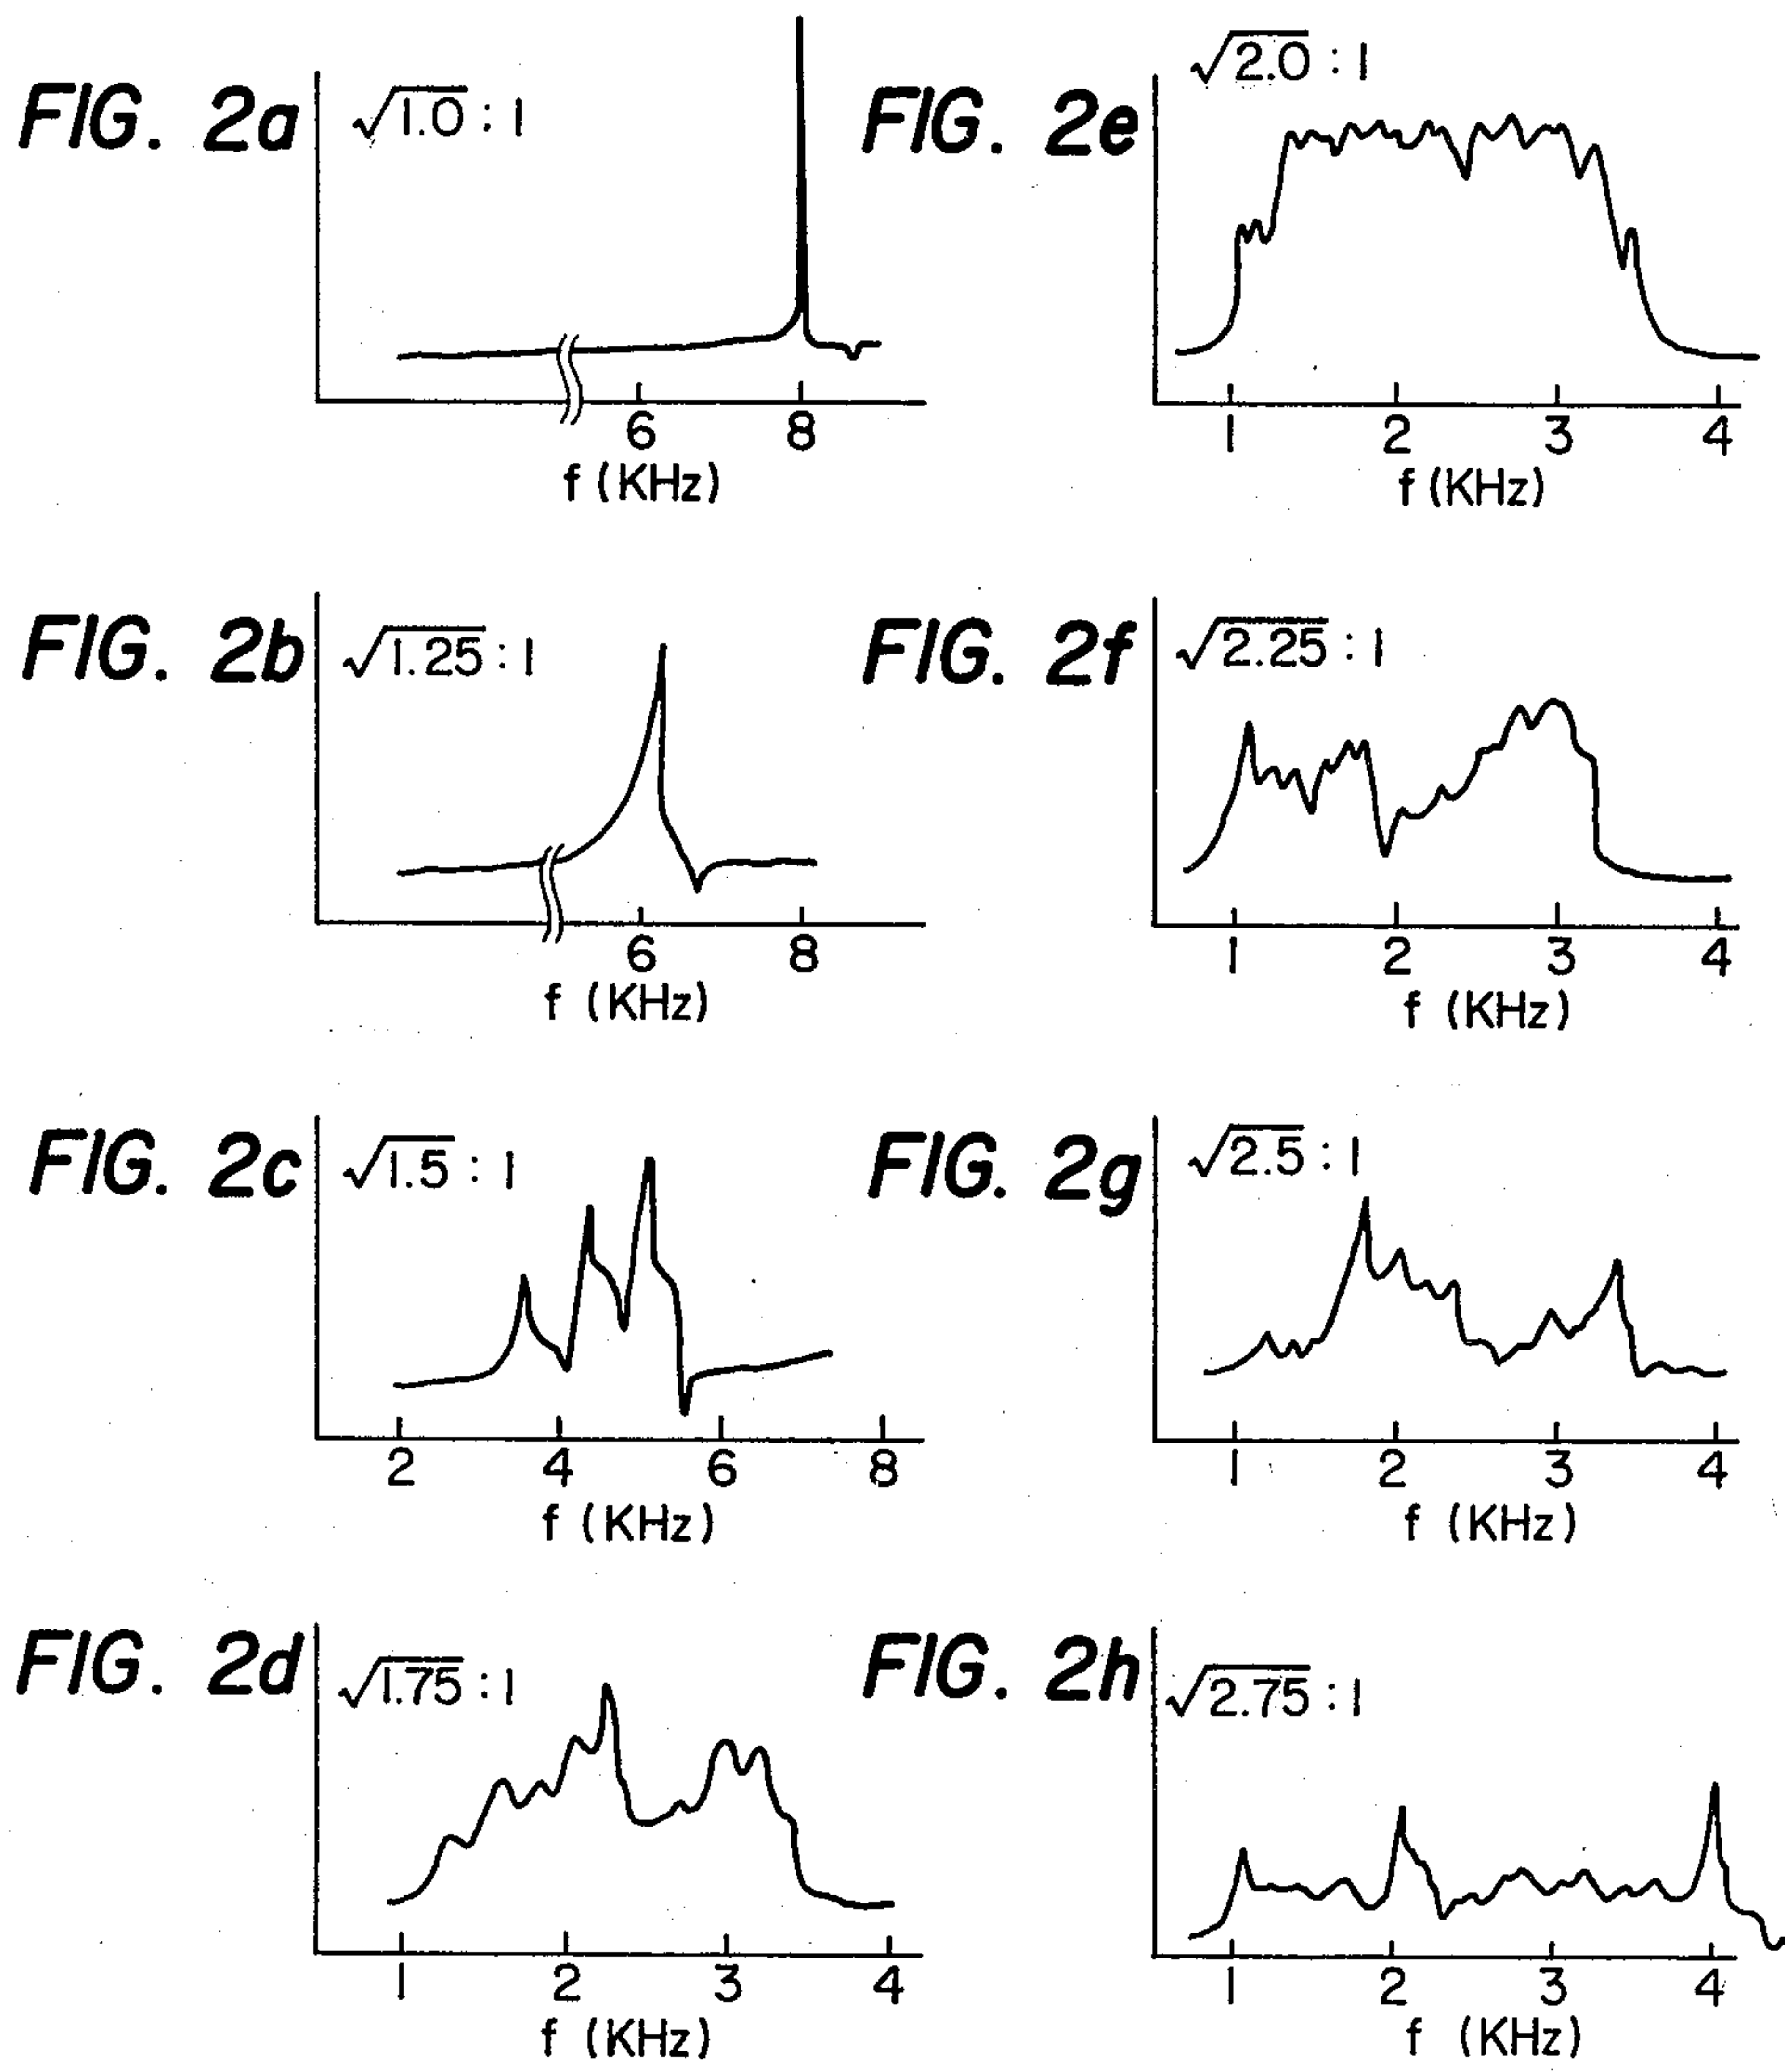 FIG. 2a
√1.0 : 1
6 8
f (KHz)
FIG. 2b
√1.25 : 1
6 8
f (KHz)
FIG. 2c
√1.5 : 1
2 4 6 8
f (KHz)
FIG. 2d
√1.75 : 1
1 2 3 4
f (KHz)
FIG. 2e
√2.0 : 1
1 2 3 4
f (KHz)
FIG. 2f
√2.25 : 1
1 2 3 4
f (KHz)
FIG. 2g
√2.5 : 1
1 2 3 4
f (KHz)
FIG. 2h
√2.75 : 1
1 2 3 4
f (KHz)